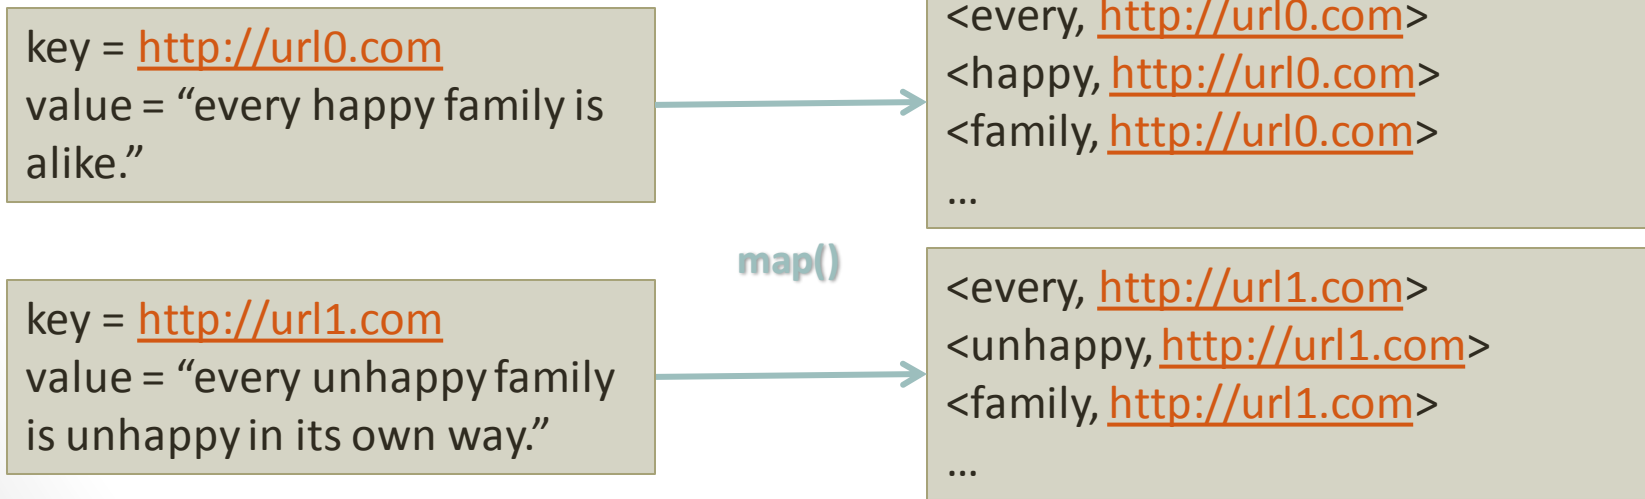 key = http://url0.com
value = “every happy family is
alike.”
<every, http://url0.com>
<happy, http://url0.com>
<family, http://url0.com>
...
map()
key = http://url1.com
value = “every unhappy family
is unhappy in its own way.”
<every, http://url1.com>
<unhappy, http://url1.com>
<family, http://url1.com>
...